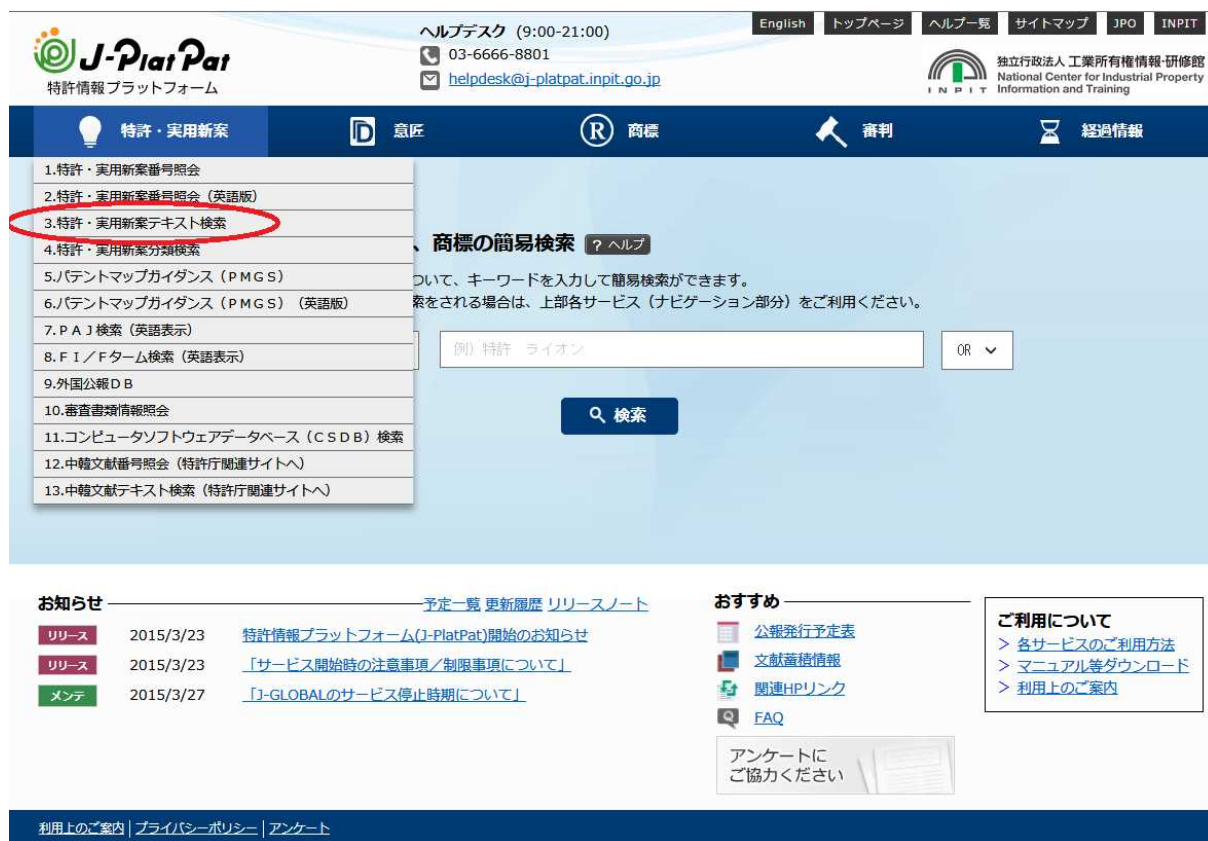 J-PlatPat
特許情報プラットフォーム
ヘルプデスク (9:00-21:00)
03-6666-8801
helpdesk@j-platpat.inpit.go.jp
English トップページ ヘルプ一覧 サイトマップ JPO INPIT
INPIT
独立行政法人 工業所有権情報・研修館
National Center for Industrial Property
Information and Training
特許・実用新案 意匠 商標 審判 経過情報
1.特許・実用新案番号照会
2.特許・実用新案番号照会（英語版）
3.特許・実用新案テキスト検索
4.特許・実用新案分類検索
5.パテントマップガイダンス（ＰＭＧＳ）
6.パテントマップガイダンス（ＰＭＧＳ）（英語版）
7.ＰＡＪ検索（英語表示）
8.ＦＩ／Ｆターム検索（英語表示）
9.外国公報ＤＢ
10.審査書類情報照会
11.コンピュータソフトウェアデータベース（ＣＳＤＢ）検索
12.中韓文献番号照会（特許庁関連サイトへ）
13.中韓文献テキスト検索（特許庁関連サイトへ）
、商標の簡易検索 ? ヘルプ
ついて、キーワードを入力して簡易検索ができます。
索をされる場合は、上部各サービス（ナビゲーション部分）をご利用ください。
例）特許 ライオン OR
検索
お知らせ 予定一覧 更新履歴 リリースノート
リリース 2015/3/23 特許情報プラットフォーム(J-PlatPat)開始のお知らせ
リリース 2015/3/23 「サービス開始時の注意事項／制限事項について」
メンテ 2015/3/27 「J-GLOBALのサービス停止時期について」
おすすめ
公報発行予定表
文献蓄積情報
関連HPリンク
FAQ
アンケートに
ご協力ください
ご利用について
> 各サービスのご利用方法
> マニュアル等ダウンロード
> 利用上のご案内
利用上のご案内 | プライバシーポリシー | アンケート